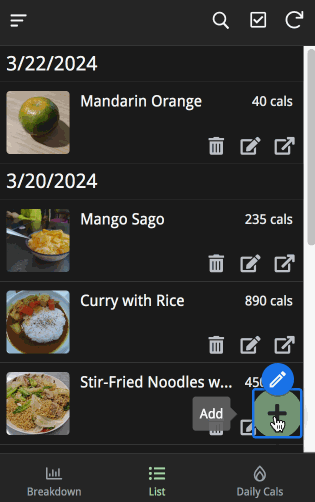 3/22/2024
Mandarin Orange 40 cals
3/20/2024
Mango Sago 235 cals
Curry with Rice 890 cals
Stir-Fried Noodles w... 450
Add
Breakdown List Daily Cals